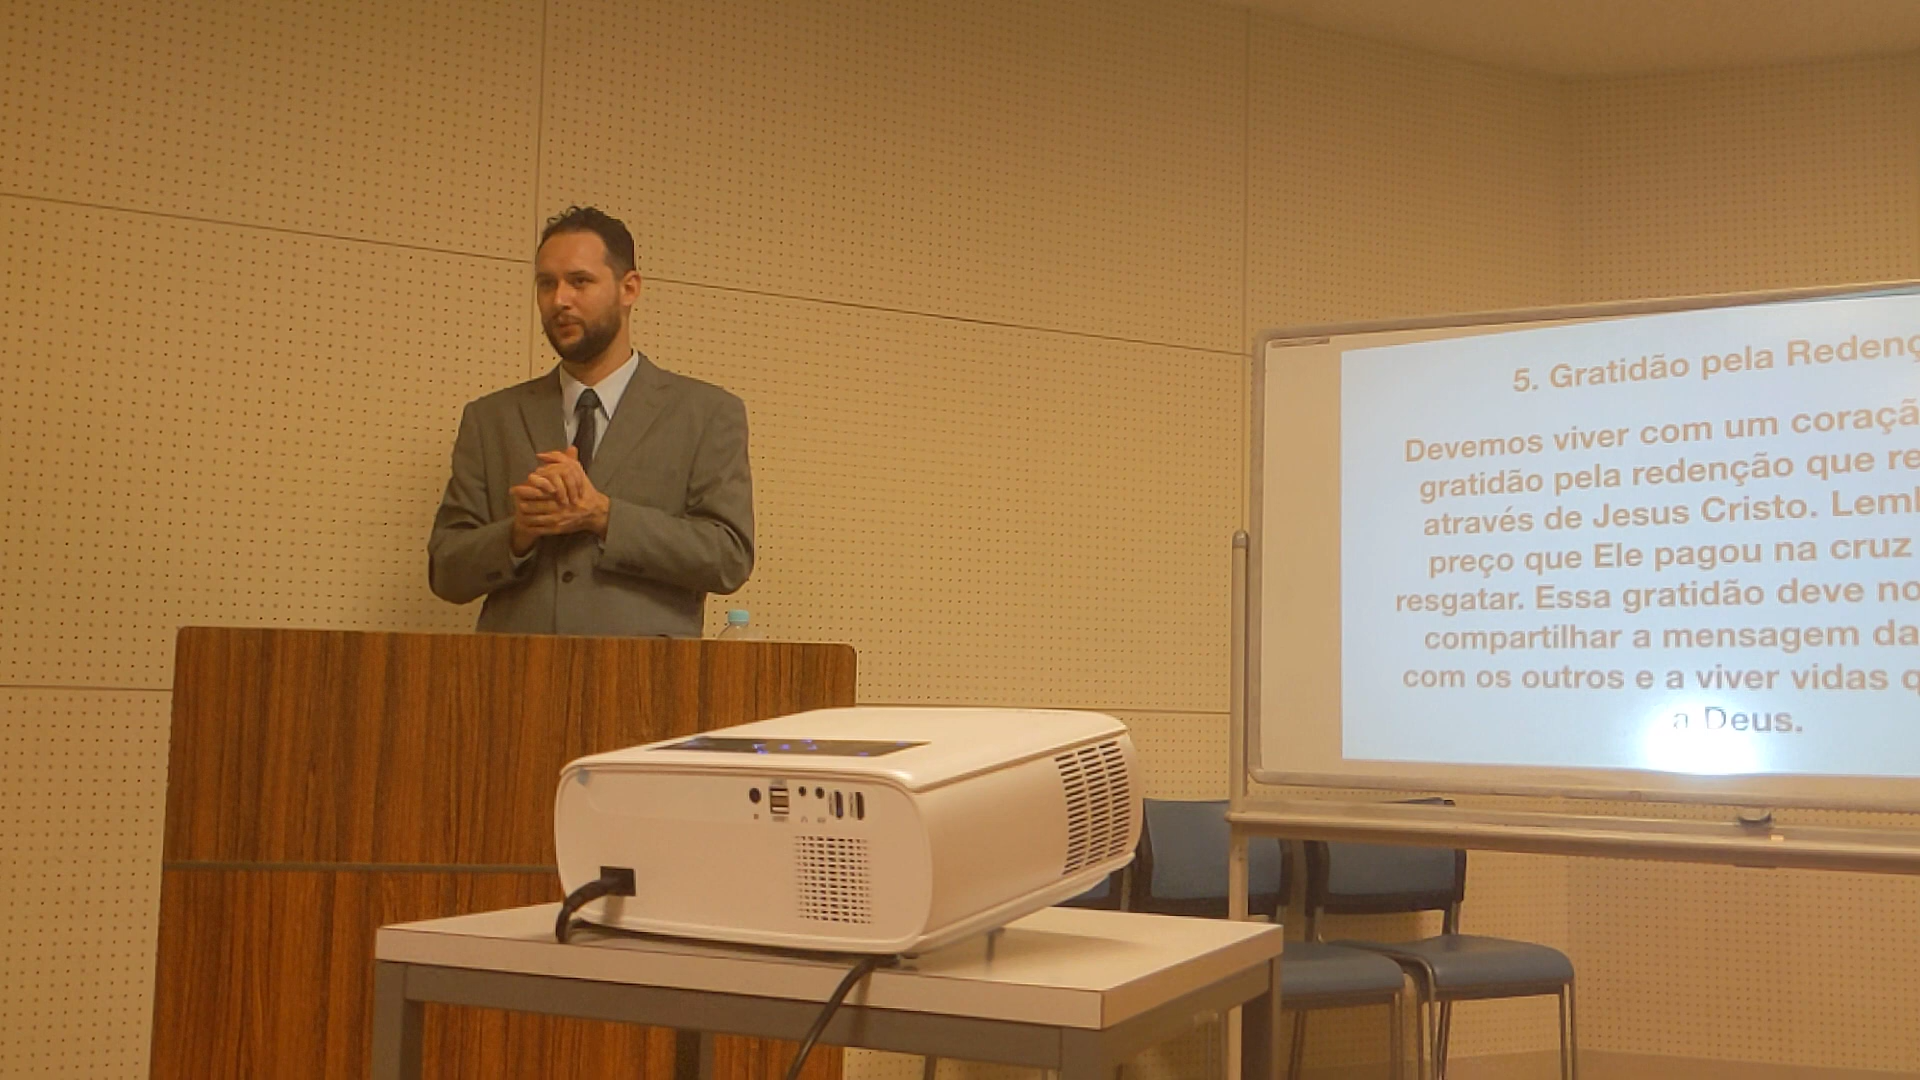 5. Gratidão pela Redenç
Devemos viver com um coraçã
gratidão pela redenção que re
através de Jesus Cristo. Lemb
preço que Ele pagou na cruz
resgatar. Essa gratidão deve no
compartilhar a mensagem da
com os outros e a viver vidas q
a Deus.